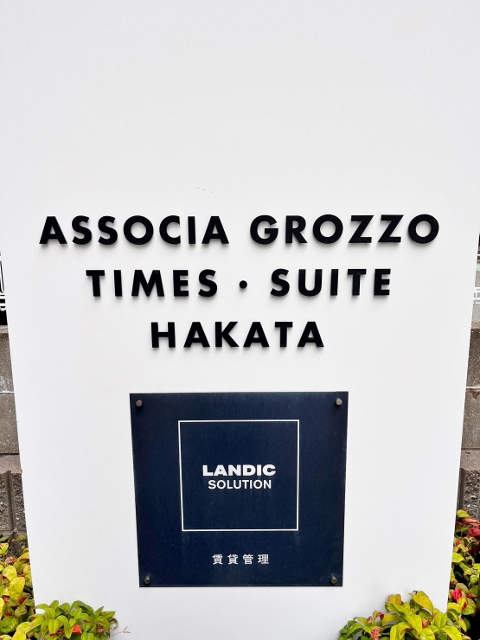 ASSOCIA GROZZO
TIMES・SUITE
HAKATA
LANDIC
SOLUTION
賃貸管理